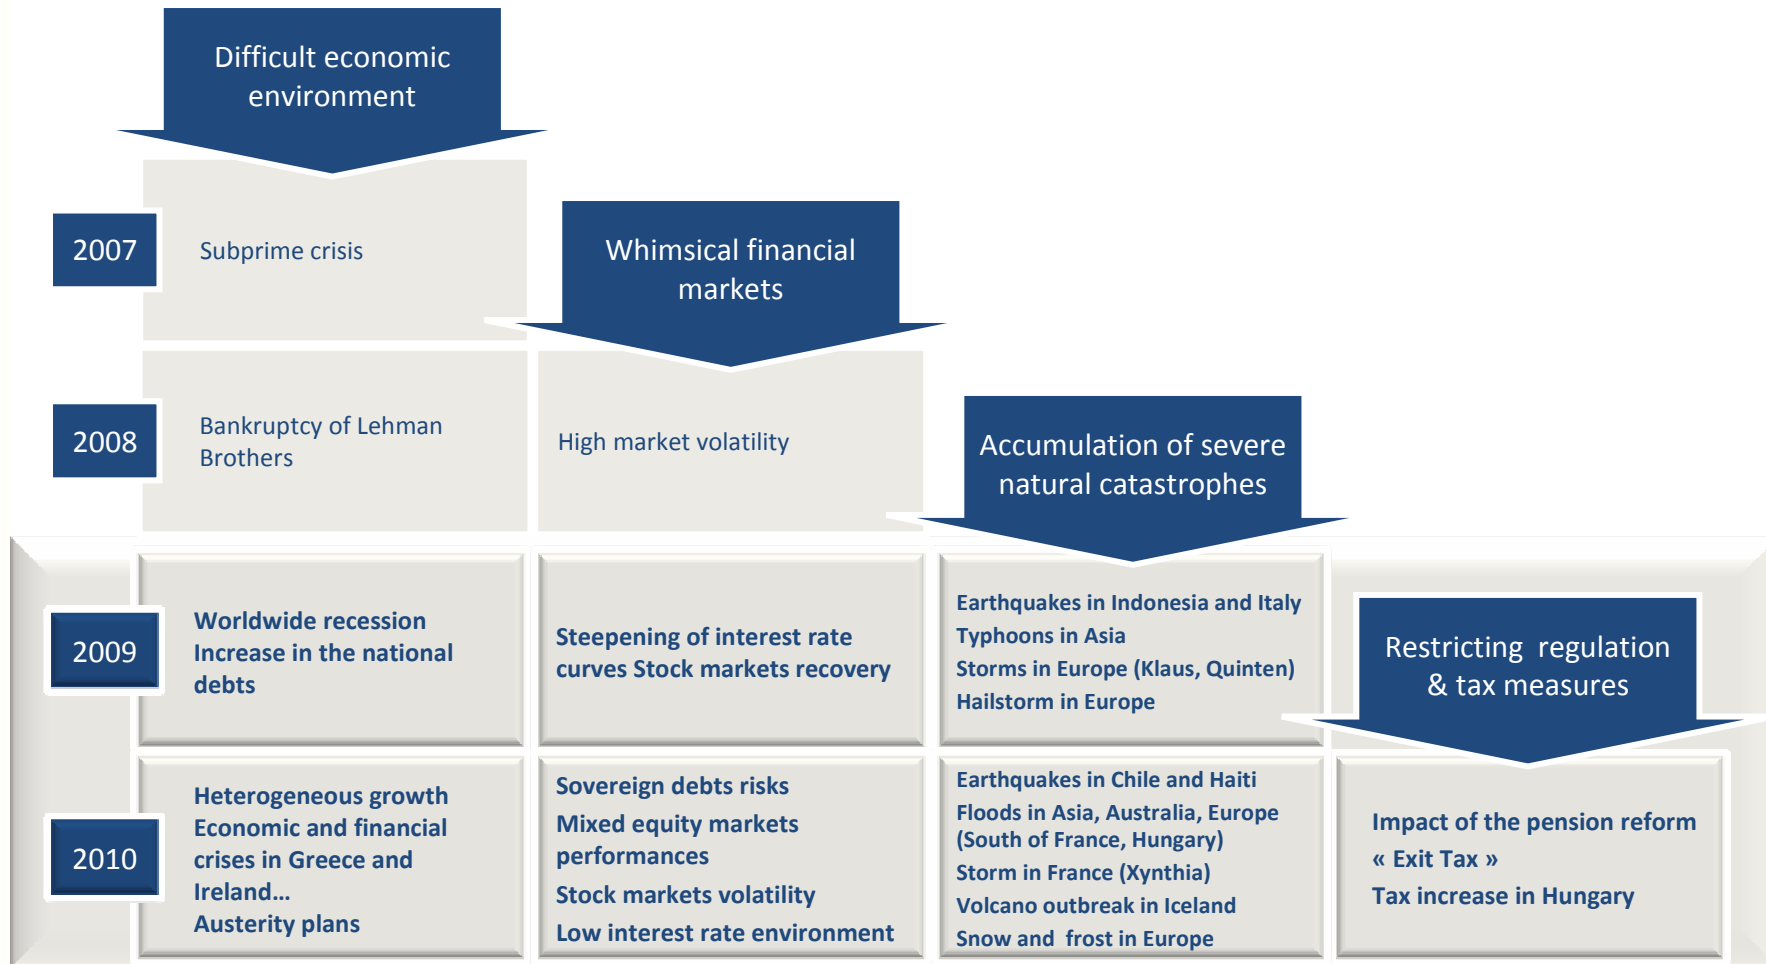 Difficult economic
environment
2007
Subprime crisis
Whimsical financial
markets
2008
Bankruptcy of Lehman
Brothers
High market volatility
Accumulation of severe
natural catastrophes
2009
Worldwide recession
Increase in the national
debts
Steepening of interest rate
curves Stock markets recovery
Earthquakes in Indonesia and Italy
Typhoons in Asia
Storms in Europe (Klaus, Quinten)
Hailstorm in Europe
Restricting regulation
& tax measures
2010
Heterogeneous growth
Economic and financial
crises in Greece and
Ireland…
Austerity plans
Sovereign debts risks
Mixed equity markets
performances
Stock markets volatility
Low interest rate environment
Earthquakes in Chile and Haiti
Floods in Asia, Australia, Europe
(South of France, Hungary)
Storm in France (Xynthia)
Volcano outbreak in Iceland
Snow and frost in Europe
Impact of the pension reform
« Exit Tax »
Tax increase in Hungary